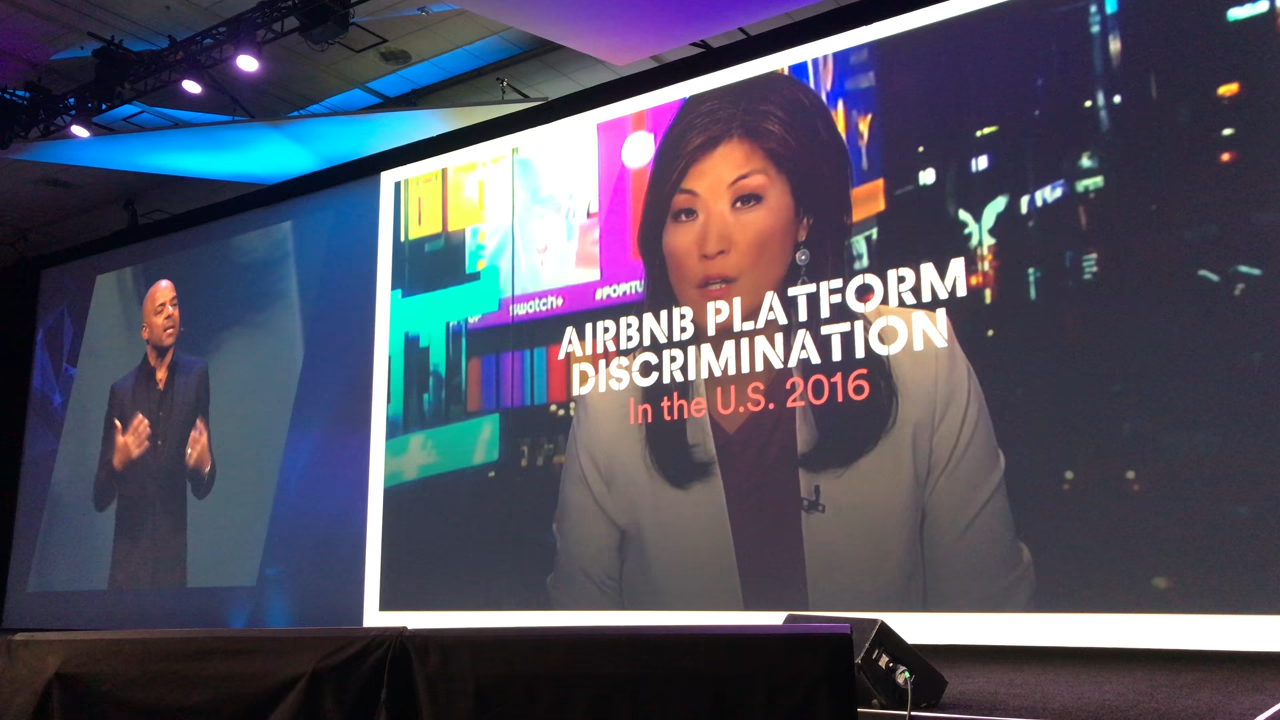 swatch+
#POPITU
AIRBNB PLATFORM
DISCRIMINATION
In the U.S. 2016